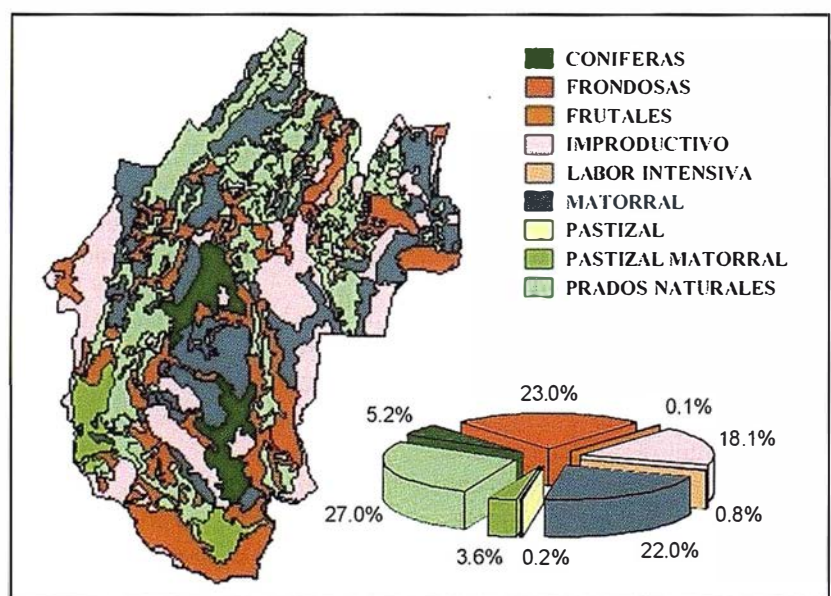 CONIFERAS
FRONDOSAS
FRUTALES
IMPRODUCTIVO
LABOR INTENSIVA
MATORRAL
PASTIZAL
PASTIZAL MATORRAL
PRADOS NATURALES
23.0%
0.1%
5.2%
18.1%
27.0%
0.8%
3.6%
0.2%
22.0%